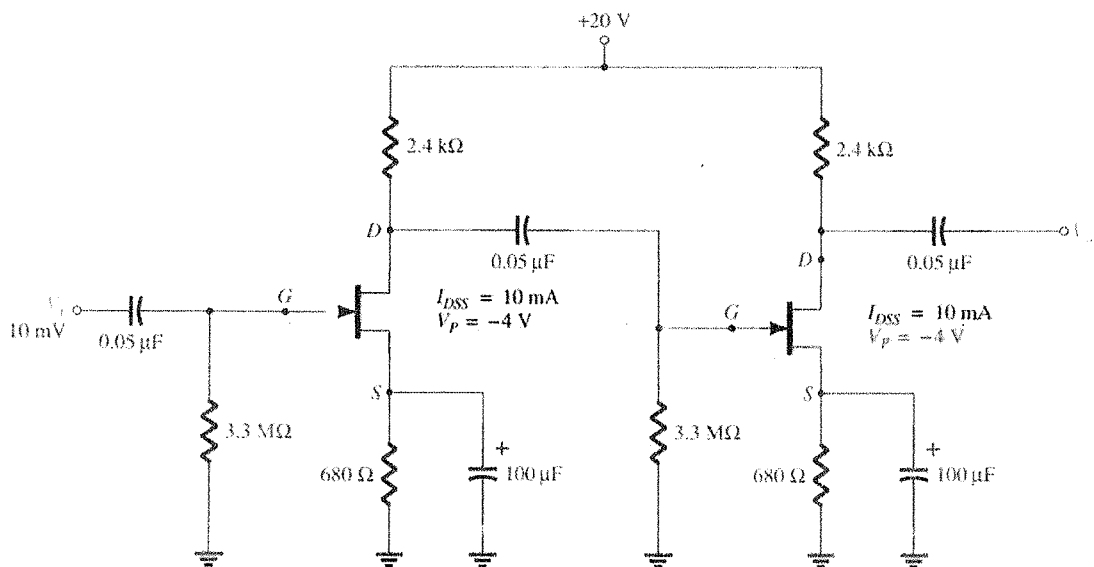 +20 V
2.4 kΩ
2.4 kΩ
D
0.05 µF
D
0.05 µF
G
I_DSS = 10 mA
V_P = −4 V
10 mV
0.05 µF
G
I_DSS = 10 mA
V_P = −4 V
S
S
3.3 MΩ
680 Ω
+
100 µF
3.3 MΩ
680 Ω
+
100 µF